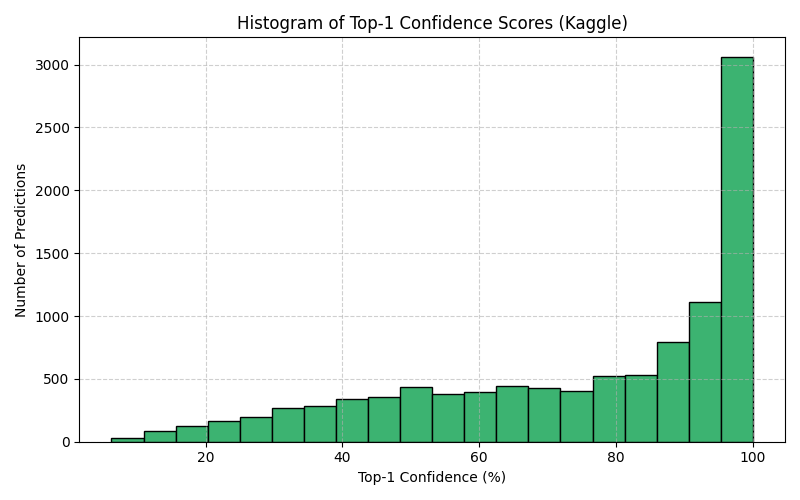 Histogram of Top-1 Confidence Scores (Kaggle)
3000
2500
2000
1500
1000
500
0
Number of Predictions
20 40 60 80 100
Top-1 Confidence (%)